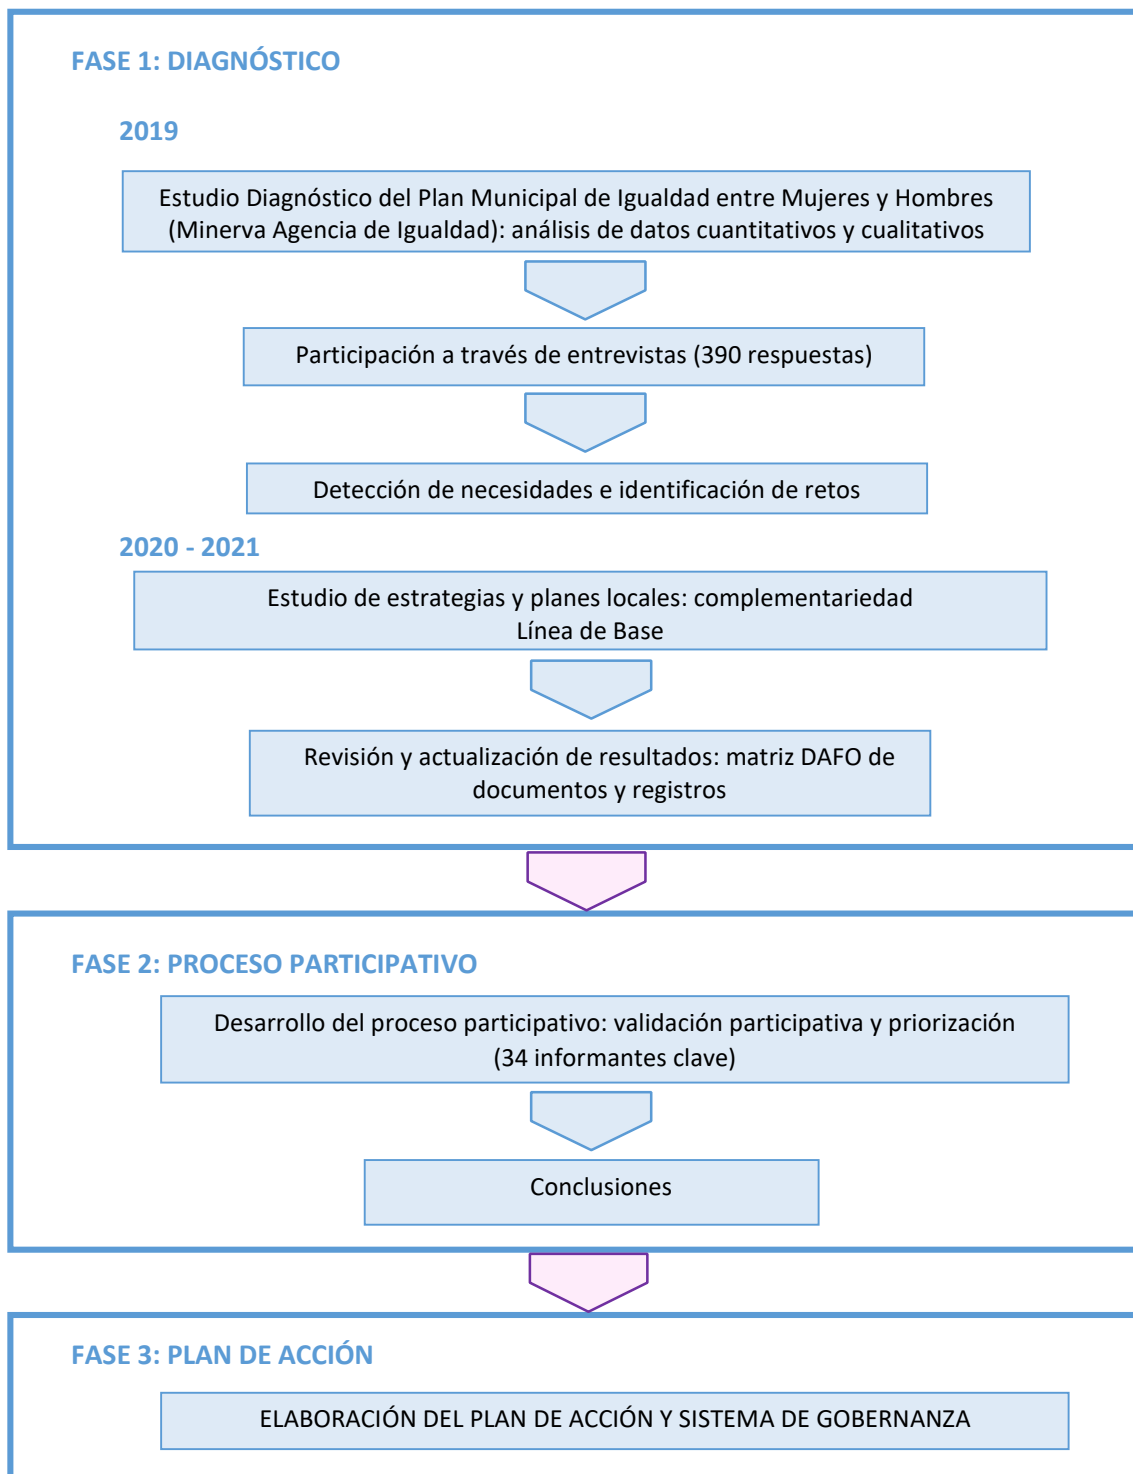 FASE 1: DIAGNÓSTICO
2019
Estudio Diagnóstico del Plan Municipal de Igualdad entre Mujeres y Hombres
(Minerva Agencia de Igualdad): análisis de datos cuantitativos y cualitativos
Participación a través de entrevistas (390 respuestas)
Detección de necesidades e identificación de retos
2020 - 2021
Estudio de estrategias y planes locales: complementariedad
Línea de Base
Revisión y actualización de resultados: matriz DAFO de
documentos y registros
FASE 2: PROCESO PARTICIPATIVO
Desarrollo del proceso participativo: validación participativa y priorización
(34 informantes clave)
Conclusiones
FASE 3: PLAN DE ACCIÓN
ELABORACIÓN DEL PLAN DE ACCIÓN Y SISTEMA DE GOBERNANZA